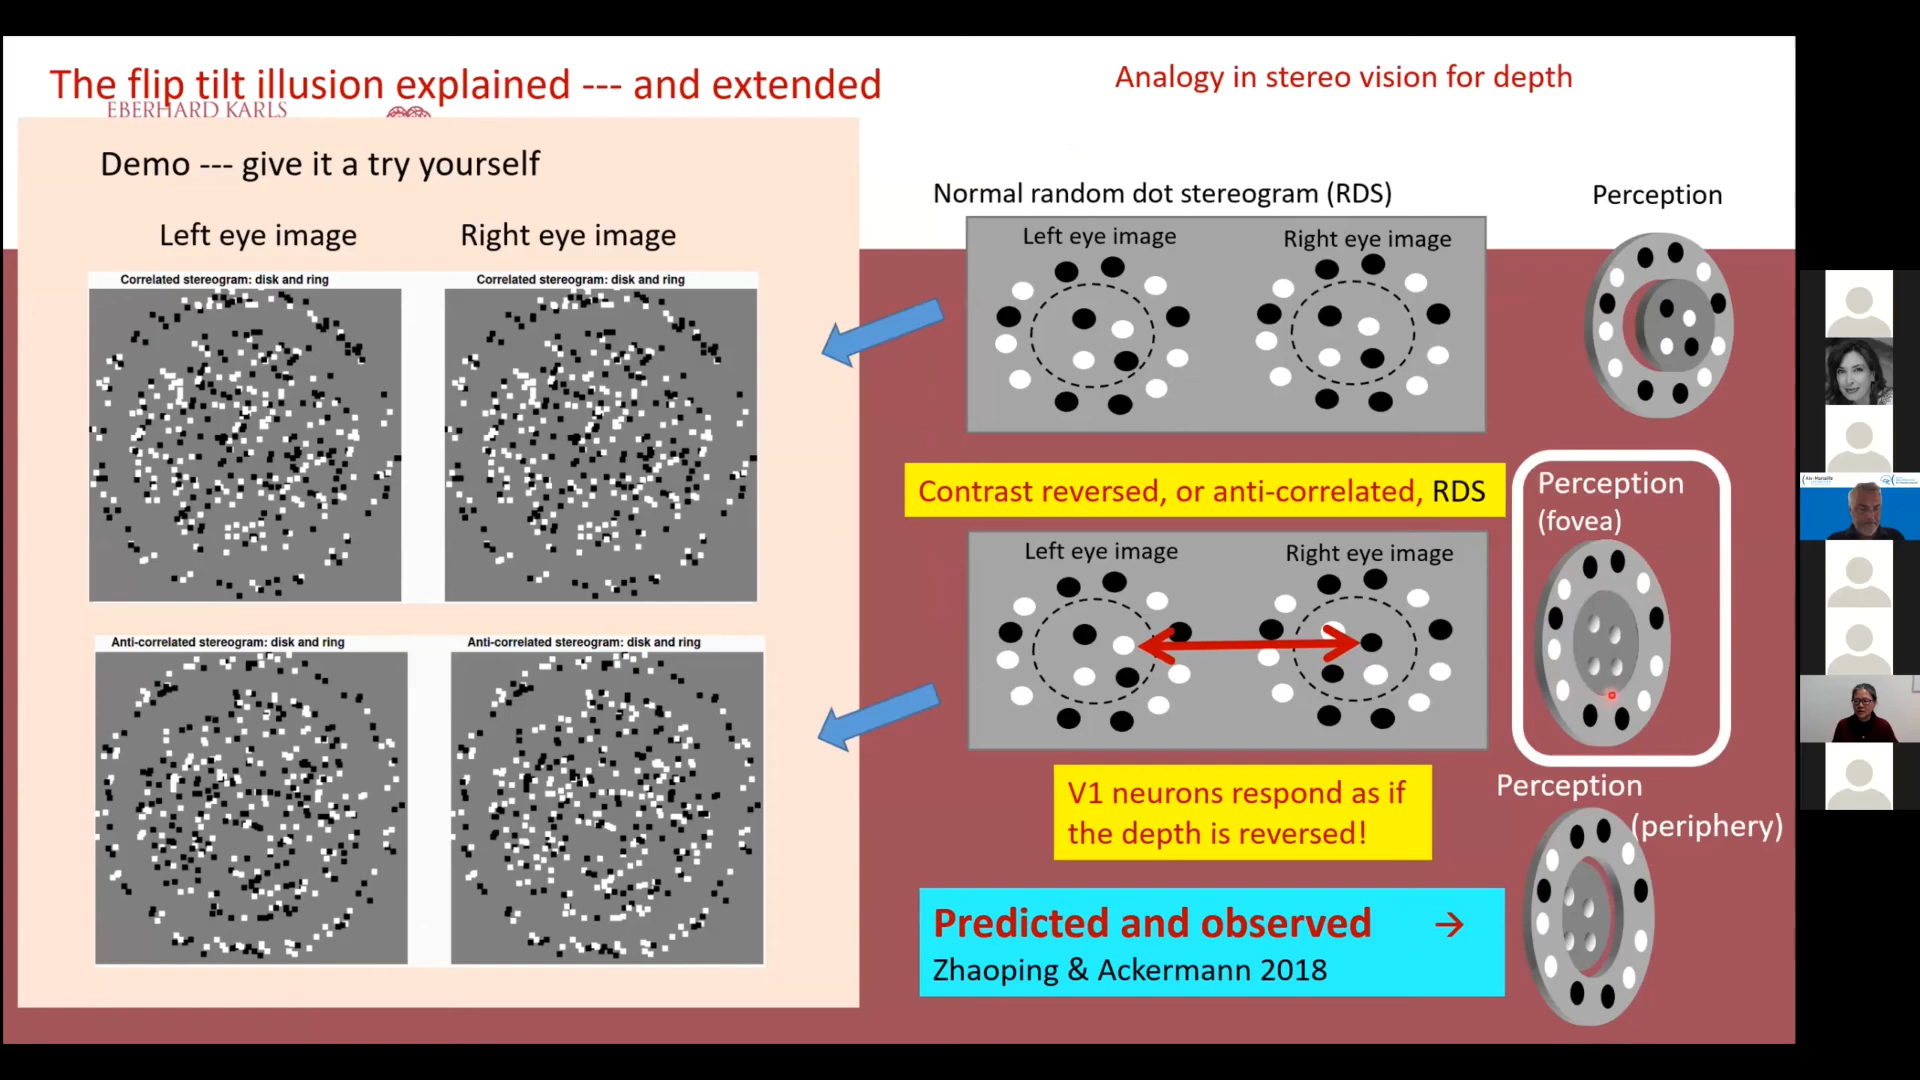 The flip tilt illusion explained --- and extended
EBERHARD KARLS
Analogy in stereo vision for depth
Demo --- give it a try yourself
Left eye image
Right eye image
Correlated stereogram: disk and ring
Correlated stereogram: disk and ring
Anti-correlated stereogram: disk and ring
Anti-correlated stereogram: disk and ring
Normal random dot stereogram (RDS)
Perception
Left eye image
Right eye image
Contrast reversed, or anti-correlated, RDS
Perception
(fovea)
Left eye image
Right eye image
V1 neurons respond as if
the depth is reversed!
Perception
(periphery)
Predicted and observed →
Zhaoping & Ackermann 2018